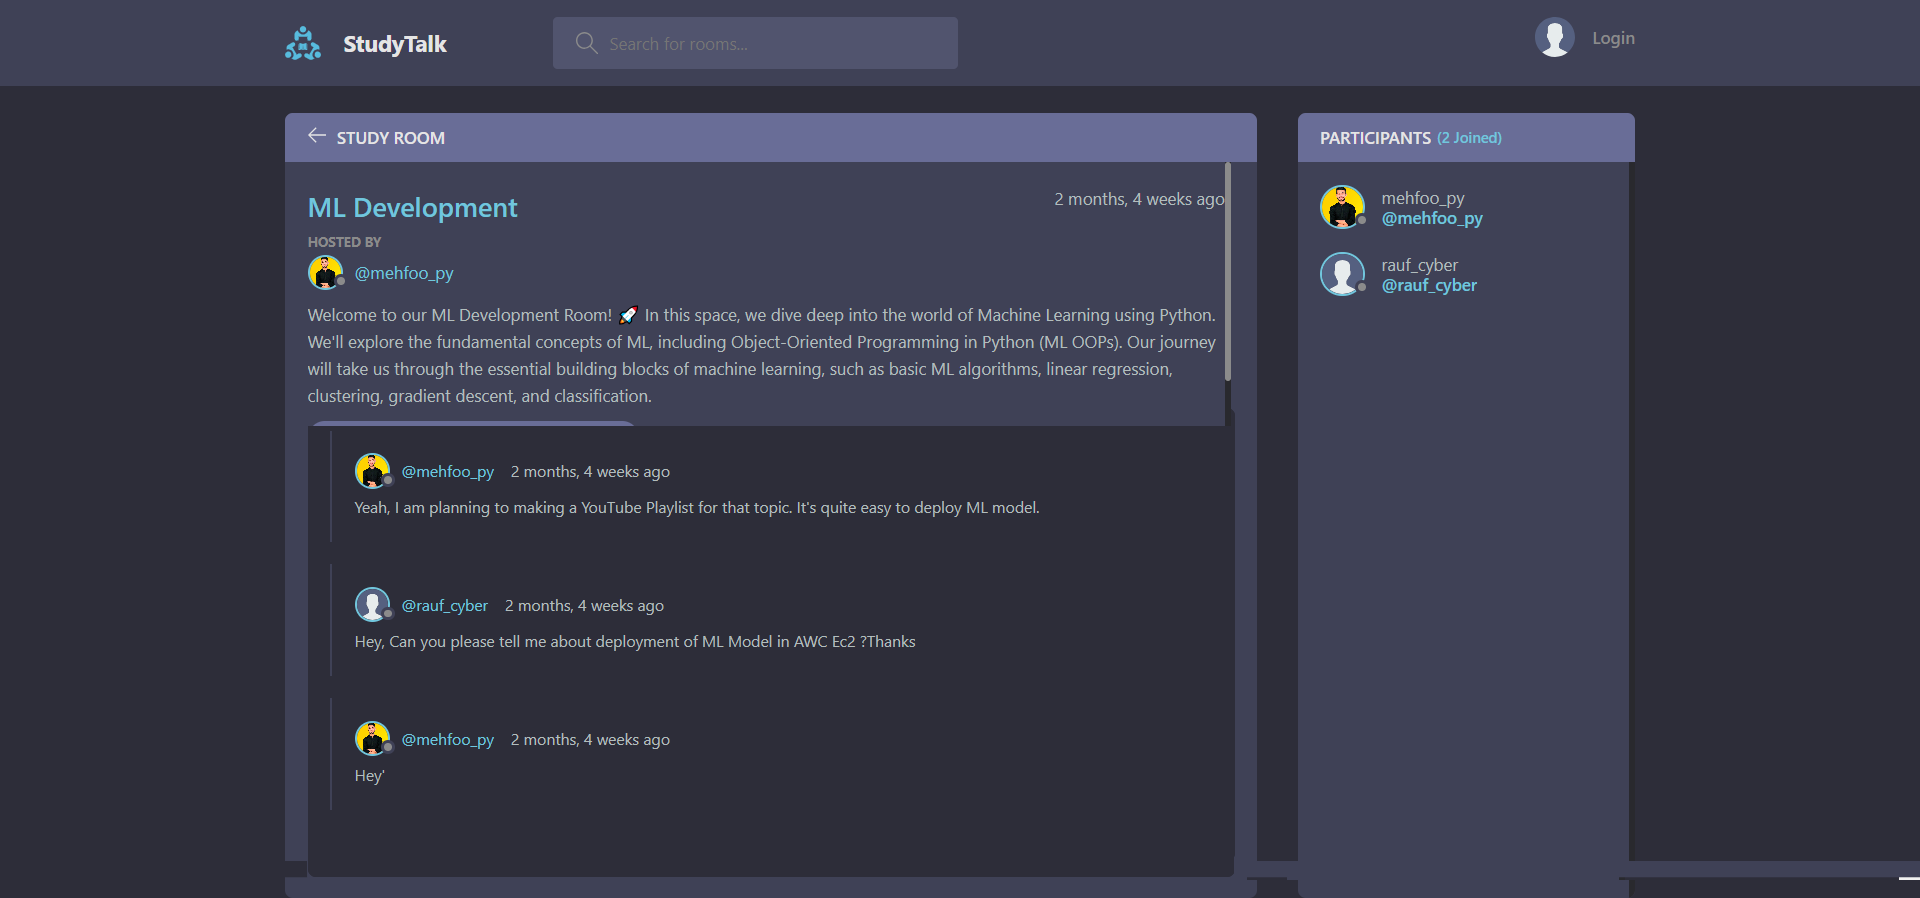 StudyTalk
Search for rooms...
Login
STUDY ROOM
ML Development
2 months, 4 weeks ago
HOSTED BY
@mehfoo_py
Welcome to our ML Development Room! 🚀 In this space, we dive deep into the world of Machine Learning using Python.
We'll explore the fundamental concepts of ML, including Object-Oriented Programming in Python (ML OOPs). Our journey
will take us through the essential building blocks of machine learning, such as basic ML algorithms, linear regression,
clustering, gradient descent, and classification.
@mehfoo_py 2 months, 4 weeks ago
Yeah, I am planning to making a YouTube Playlist for that topic. It's quite easy to deploy ML model.
@rauf_cyber 2 months, 4 weeks ago
Hey, Can you please tell me about deployment of ML Model in AWC Ec2 ?Thanks
@mehfoo_py 2 months, 4 weeks ago
Hey'
PARTICIPANTS (2 Joined)
mehfoo_py
@mehfoo_py
rauf_cyber
@rauf_cyber